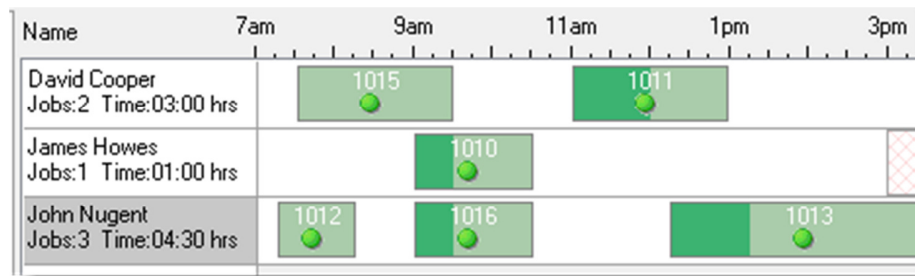 Name 7am 9am 11am 1pm 3pm
David Cooper 1015 1011
Jobs:2 Time:03:00 hrs
James Howes 1010
Jobs:1 Time:01:00 hrs
John Nugent 1012 1016 1013
Jobs:3 Time:04:30 hrs